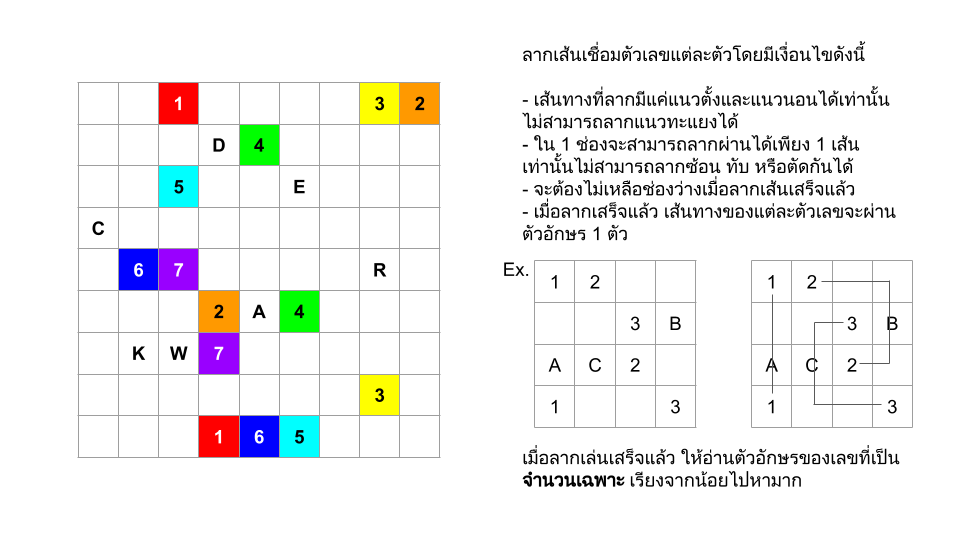 ลากเส้นเชื่อมตัวเลขแต่ละตัวโดยมีเงื่อนไขดังนี้
- เส้นทางที่ลากมีแค่แนวตั้งและแนวนอนได้เท่านั้น
ไม่สามารถลากแนวทะแยงได้
- ใน 1 ช่องจะสามารถลากผ่านได้เพียง 1 เส้น
เท่านั้นไม่สามารถลากซ้อน ทับ หรือตัดกันได้
- จะต้องไม่เหลือช่องว่างเมื่อลากเส้นเสร็จแล้ว
- เมื่อลากเสร็จแล้ว เส้นทางของแต่ละตัวเลขจะผ่าน
ตัวอักษร 1 ตัว
1 3 2
D 4
5 E
C
6 7 R
2 A 4
K W 7
3
1 6 5
Ex.
1 2
3 B
A C 2
1 3
1 2
3 B
A C 2
1 3
เมื่อลากเล่นเสร็จแล้ว ให้อ่านตัวอักษรของเลขที่เป็น
จำนวนเฉพาะ เรียงจากน้อยไปหามาก